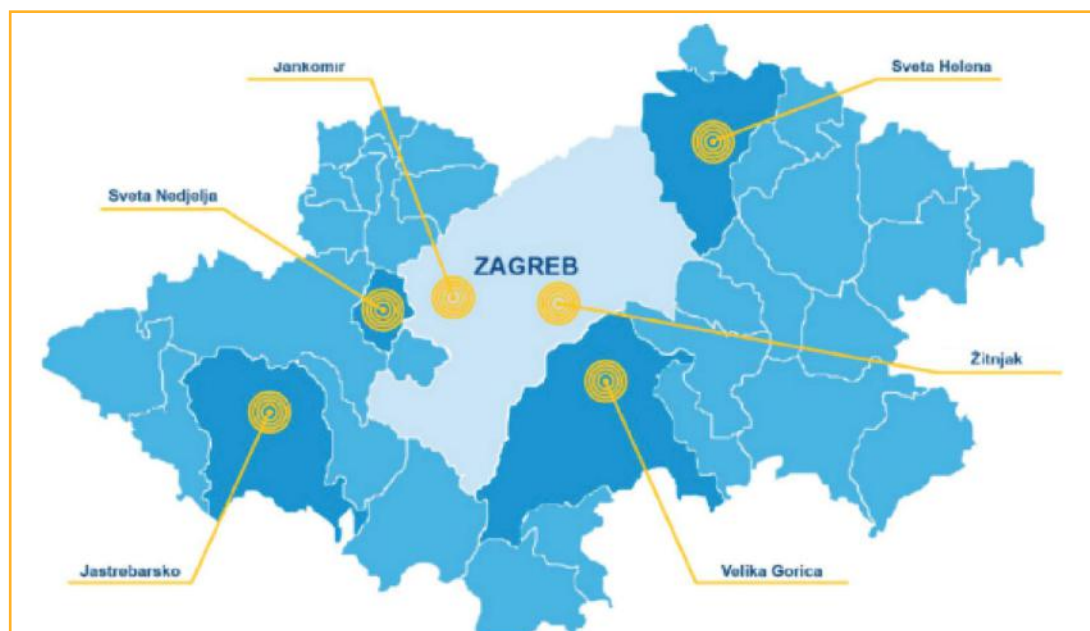 Jankomir
Sveta Helena
Sveta Nedjelja
ZAGREB
Žitnjak
Jastrebarsko
Velika Gorica